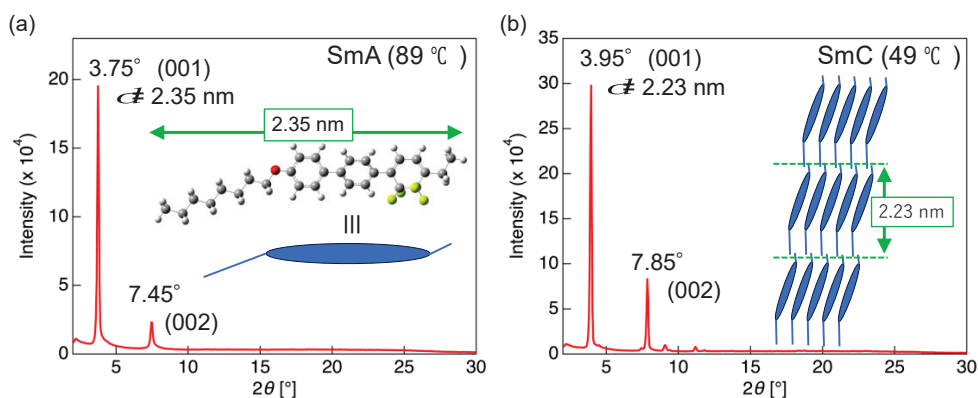 (a)
SmA (89 ℃ )
3.75° (001)
d= 2.35 nm
2.35 nm
7.45°
(002)
Intensity (x 10⁴)
20
15
10
5
0
5 10 15 20 25 30
2θ [°]
(b)
SmC (49 ℃ )
3.95° (001)
d= 2.23 nm
2.23 nm
7.85°
(002)
Intensity (x 10⁴)
35
30
25
20
15
10
5
0
5 10 15 20 25 30
2θ [°]